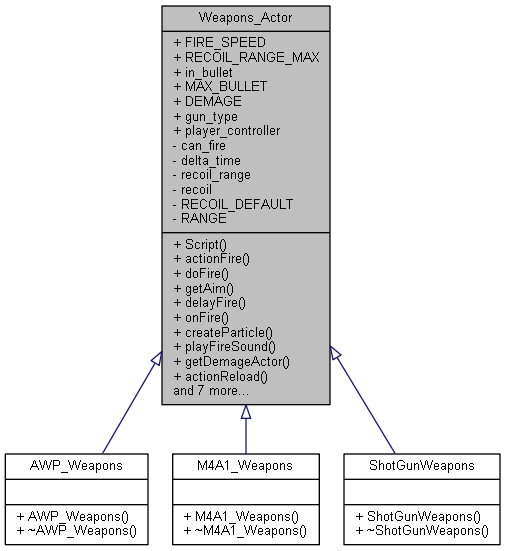 Weapons_Actor
+ FIRE_SPEED
+ RECOIL_RANGE_MAX
+ in_bullet
+ MAX_BULLET
+ DEMAGE
+ gun_type
+ player_controller
- can_fire
- delta_time
- recoil_range
- recoil
- RECOIL_DEFAULT
- RANGE
+ Script()
+ actionFire()
+ doFire()
+ getAim()
+ delayFire()
+ onFire()
+ createParticle()
+ playFireSound()
+ getDemageActor()
+ actionReload()
and 7 more...
AWP_Weapons
+ AWP_Weapons()
+ ~AWP_Weapons()
M4A1_Weapons
+ M4A1_Weapons()
+ ~M4A1_Weapons()
ShotGunWeapons
+ ShotGunWeapons()
+ ~ShotGunWeapons()